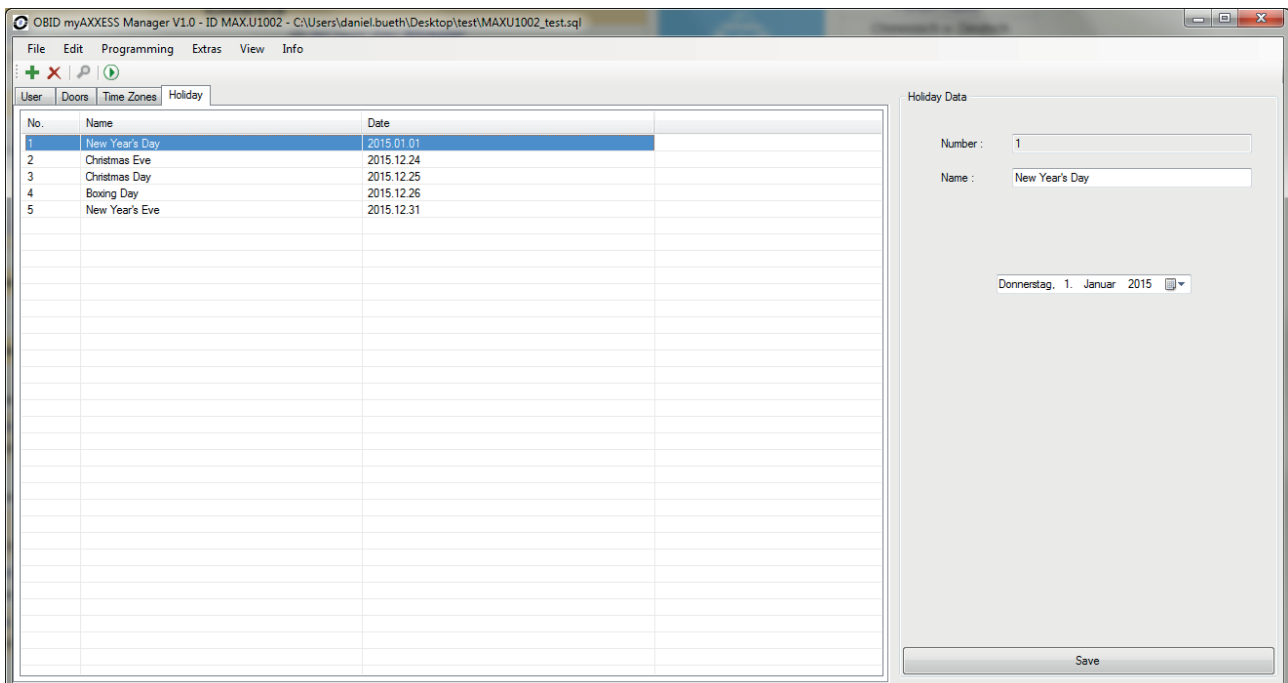 OBID myAXXESS Manager V1.0 - ID MAX.U1002 - C:\Users\daniel.bueth\Desktop\test\MAXU1002_test.sql
File Edit Programming Extras View Info
User Doors Time Zones Holiday
No. Name Date
1 New Year's Day 2015.01.01
2 Christmas Eve 2015.12.24
3 Christmas Day 2015.12.25
4 Boxing Day 2015.12.26
5 New Year's Eve 2015.12.31
Holiday Data
Number : 1
Name : New Year's Day
Donnerstag, 1. Januar 2015
Save